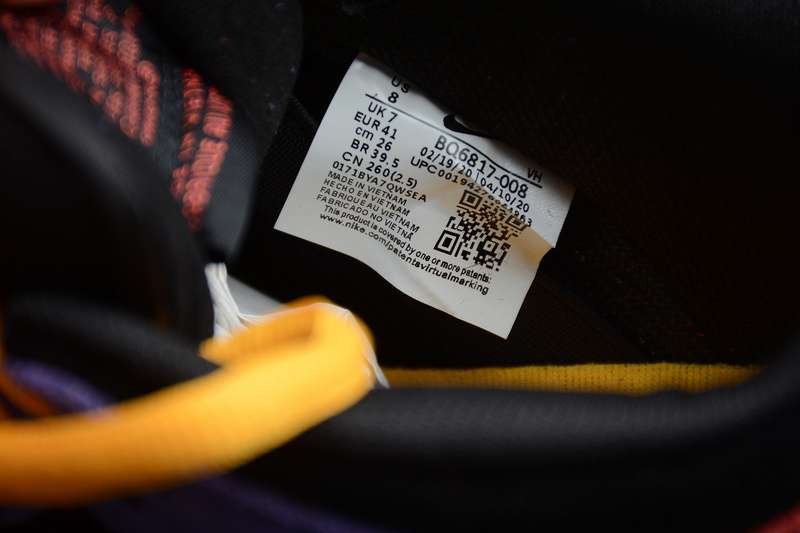 US
8
UK 7
EUR 41
cm 26
BR 39.5
CN 260(2.5)
0171BYA7QWSEA
MADE IN VIETNAM
HECHO EN VIETNAM
FABRIQUE AU VIETNAM
FABRICADO NO VIETNÃ
This product is covered by one or more patents:
www.nike.com/patentsvirtualmarking
BQ6817-008 VH
02/19/20 | 04/10/20